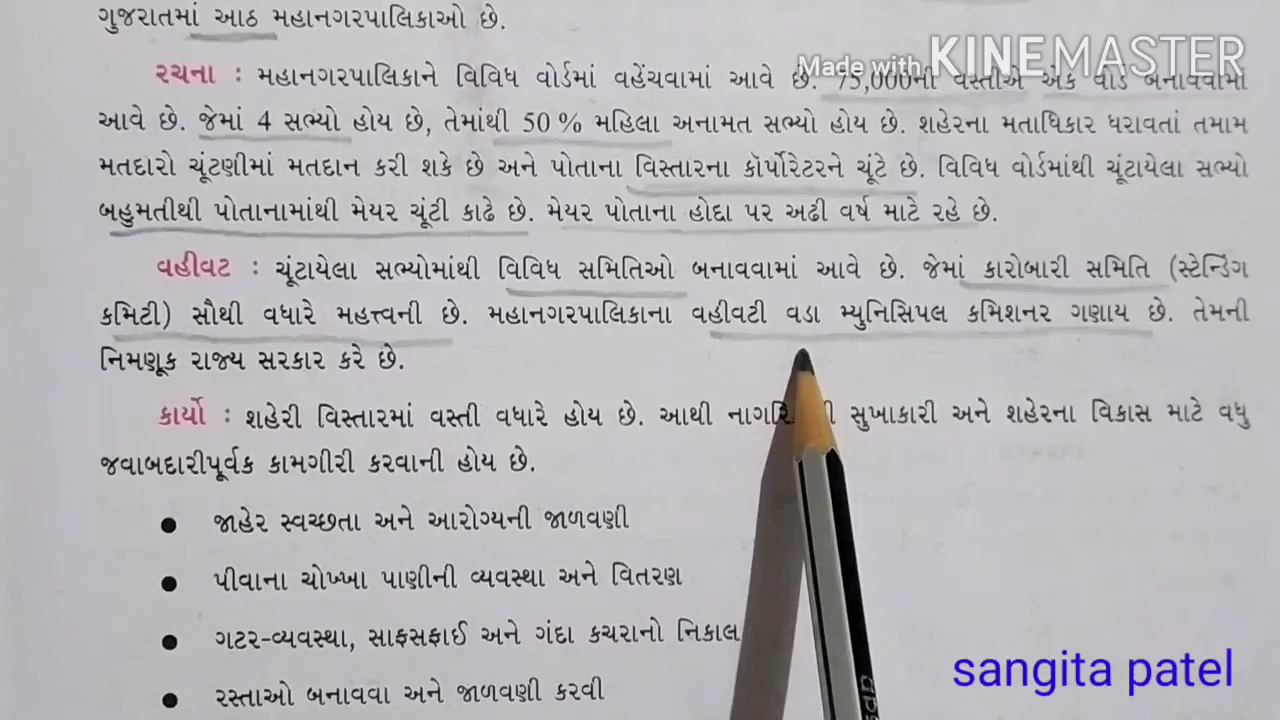 ગુજરાતમાં આઠ મહાનગરપાલિકાઓ છે.
Made with KINEMASTER
રચના : મહાનગરપાલિકાને વિવિધ વોર્ડમાં વહેંચવામાં આવે છે. 75,000ની વસ્તીએ એક વોર્ડ બનાવવામાં
આવે છે. જેમાં 4 સભ્યો હોય છે, તેમાંથી 50 % મહિલા અનામત સભ્યો હોય છે. શહેરના મતાધિકાર ધરાવતાં તમામ
મતદારો ચૂંટણીમાં મતદાન કરી શકે છે અને પોતાના વિસ્તારના કૉર્પોરેટરને ચૂંટે છે. વિવિધ વોર્ડમાંથી ચૂંટાયેલા સભ્યો
બહુમતીથી પોતાનામાંથી મેયર ચૂંટી કાઢે છે. મેયર પોતાના હોદ્દા પર અઢી વર્ષ માટે રહે છે.
વહીવટ : ચૂંટાયેલા સભ્યોમાંથી વિવિધ સમિતિઓ બનાવવામાં આવે છે. જેમાં કારોબારી સમિતિ (સ્ટેન્ડિંગ
કમિટી) સૌથી વધારે મહત્ત્વની છે. મહાનગરપાલિકાના વહીવટી વડા મ્યુનિસિપલ કમિશનર ગણાય છે. તેમની
નિમણૂક રાજ્ય સરકાર કરે છે.
કાર્યો : શહેરી વિસ્તારમાં વસ્તી વધારે હોય છે. આથી સુખાકારી અને શહેરના વિકાસ માટે વધુ
જવાબદારીપૂર્વક કામગીરી કરવાની હોય છે.
● જાહેર સ્વચ્છતા અને આરોગ્યની જાળવણી
● પીવાના ચોખ્ખા પાણીની વ્યવસ્થા અને વિતરણ
● ગટર-વ્યવસ્થા, સાફસફાઈ અને ગંદા કચરાનો નિકાલ
● રસ્તાઓ બનાવવા અને જાળવણી કરવી
sangita patel